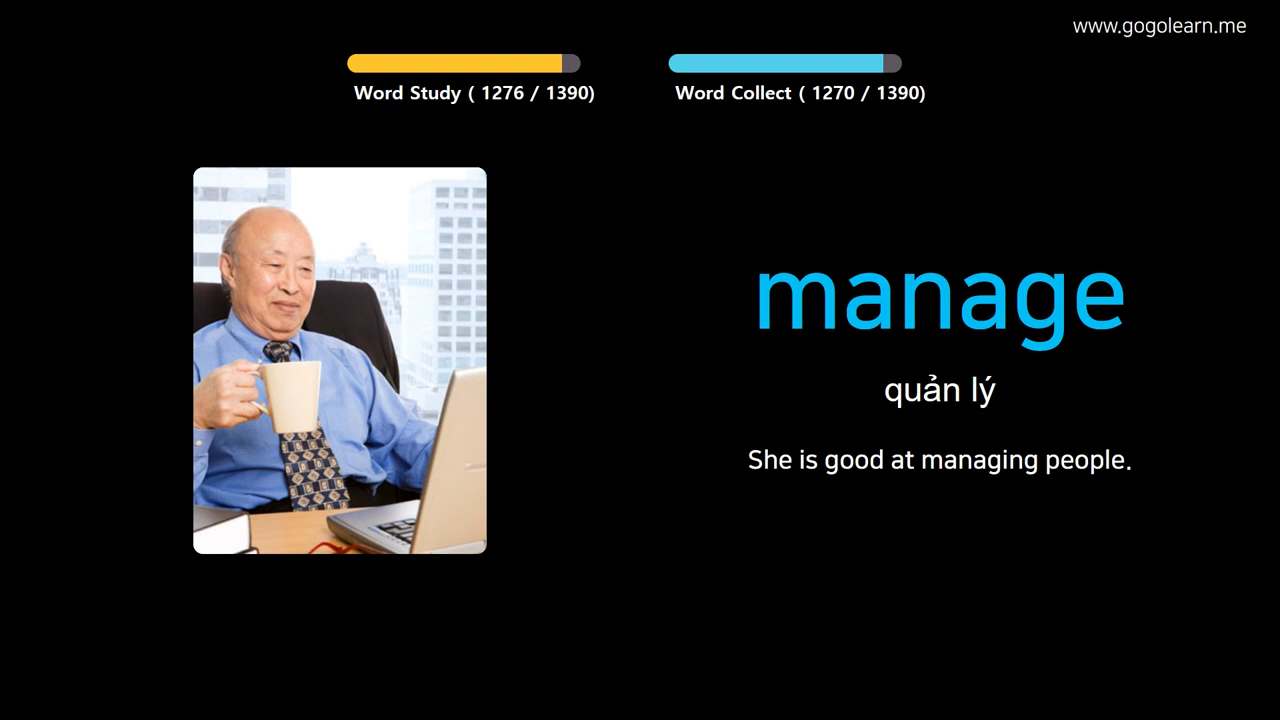 www.gogolearn.me
Word Study ( 1276 / 1390)
Word Collect ( 1270 / 1390)
manage
quản lý
She is good at managing people.